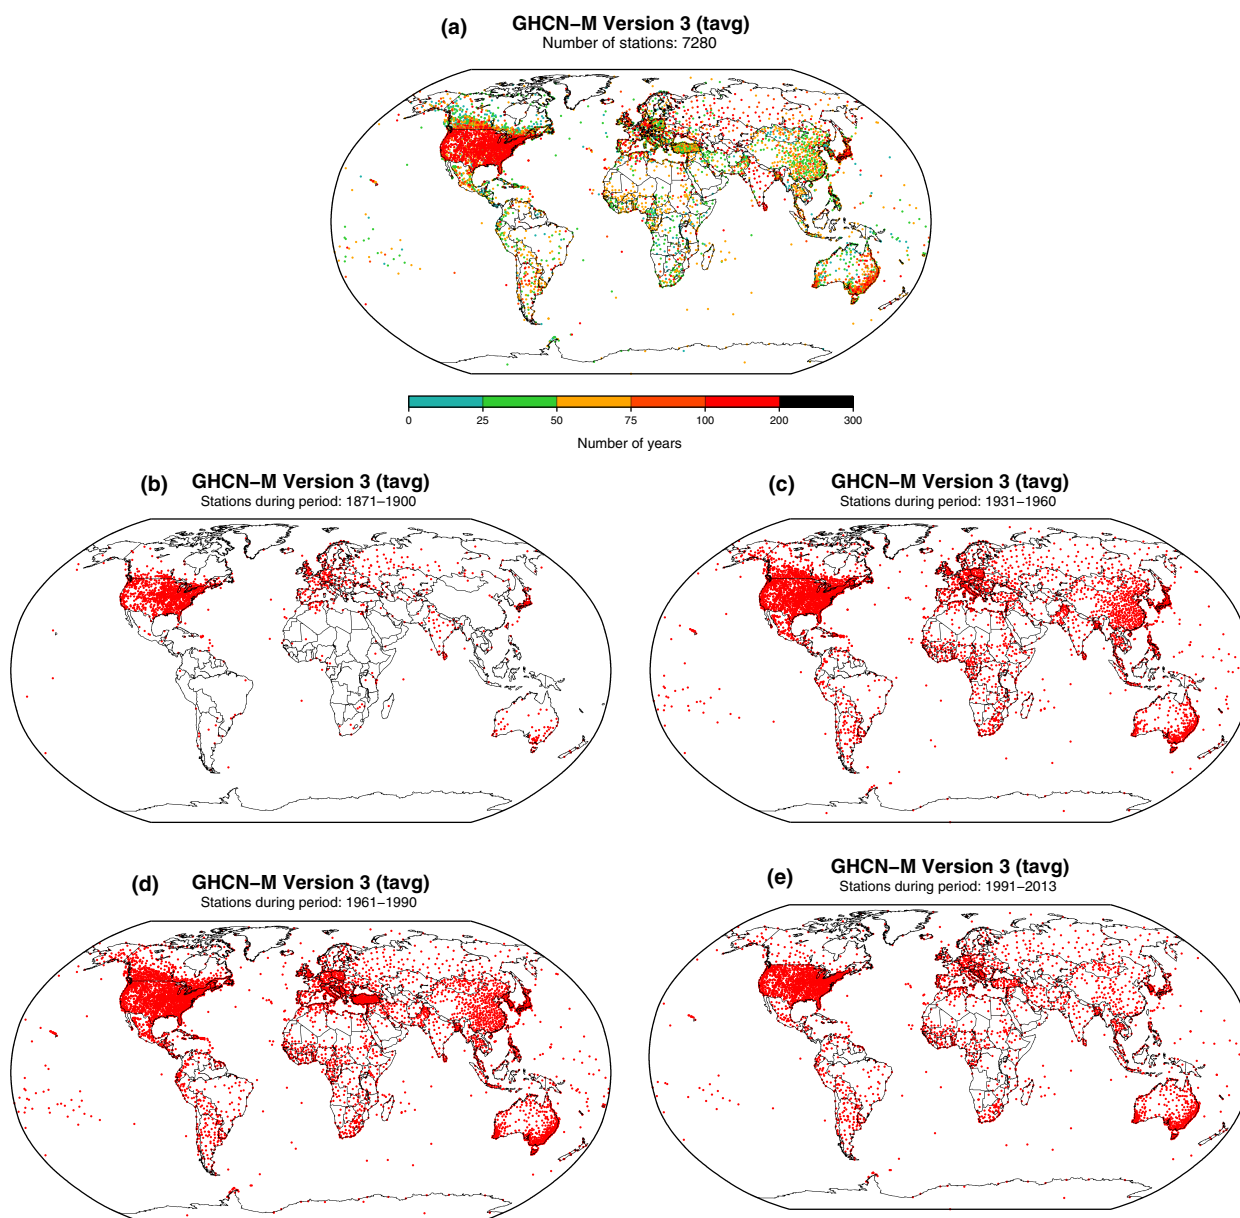 (a) GHCN−M Version 3 (tavg)
Number of stations: 7280
0 25 50 75 100 200 300
Number of years
(b) GHCN−M Version 3 (tavg)
Stations during period: 1871−1900
(c) GHCN−M Version 3 (tavg)
Stations during period: 1931−1960
(d) GHCN−M Version 3 (tavg)
Stations during period: 1961−1990
(e) GHCN−M Version 3 (tavg)
Stations during period: 1991−2013